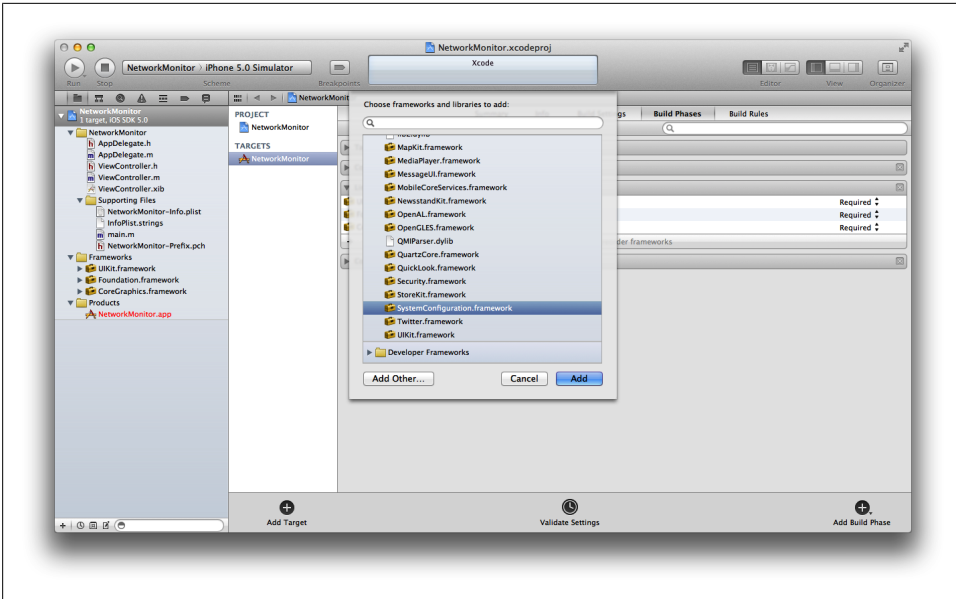 NetworkMonitor.xcodeproj
NetworkMonitor
iPhone 5.0 Simulator
Xcode
Run
Stop
Scheme
Breakpoints
Editor
View
Organizer
NetworkMonitor
1 target, iOS SDK 5.0
NetworkMonitor
AppDelegate.h
AppDelegate.m
ViewController.h
ViewController.m
ViewController.xib
Supporting Files
NetworkMonitor-Info.plist
InfoPlist.strings
main.m
NetworkMonitor-Prefix.pch
Frameworks
UIKit.framework
Foundation.framework
CoreGraphics.framework
Products
NetworkMonitor.app
NetworkMonit
PROJECT
NetworkMonitor
TARGETS
NetworkMonitor
Choose frameworks and libraries to add:
MapKit.framework
MediaPlayer.framework
MessageUI.framework
MobileCoreServices.framework
NewsstandKit.framework
OpenAL.framework
OpenGLES.framework
QMIParser.dylib
QuartzCore.framework
QuickLook.framework
Security.framework
StoreKit.framework
SystemConfiguration.framework
Twitter.framework
UIKit.framework
Developer Frameworks
Add Other...
Cancel
Add
Build Phases
Build Rules
Required
Required
Required
frameworks
Add Target
Validate Settings
Add Build Phase